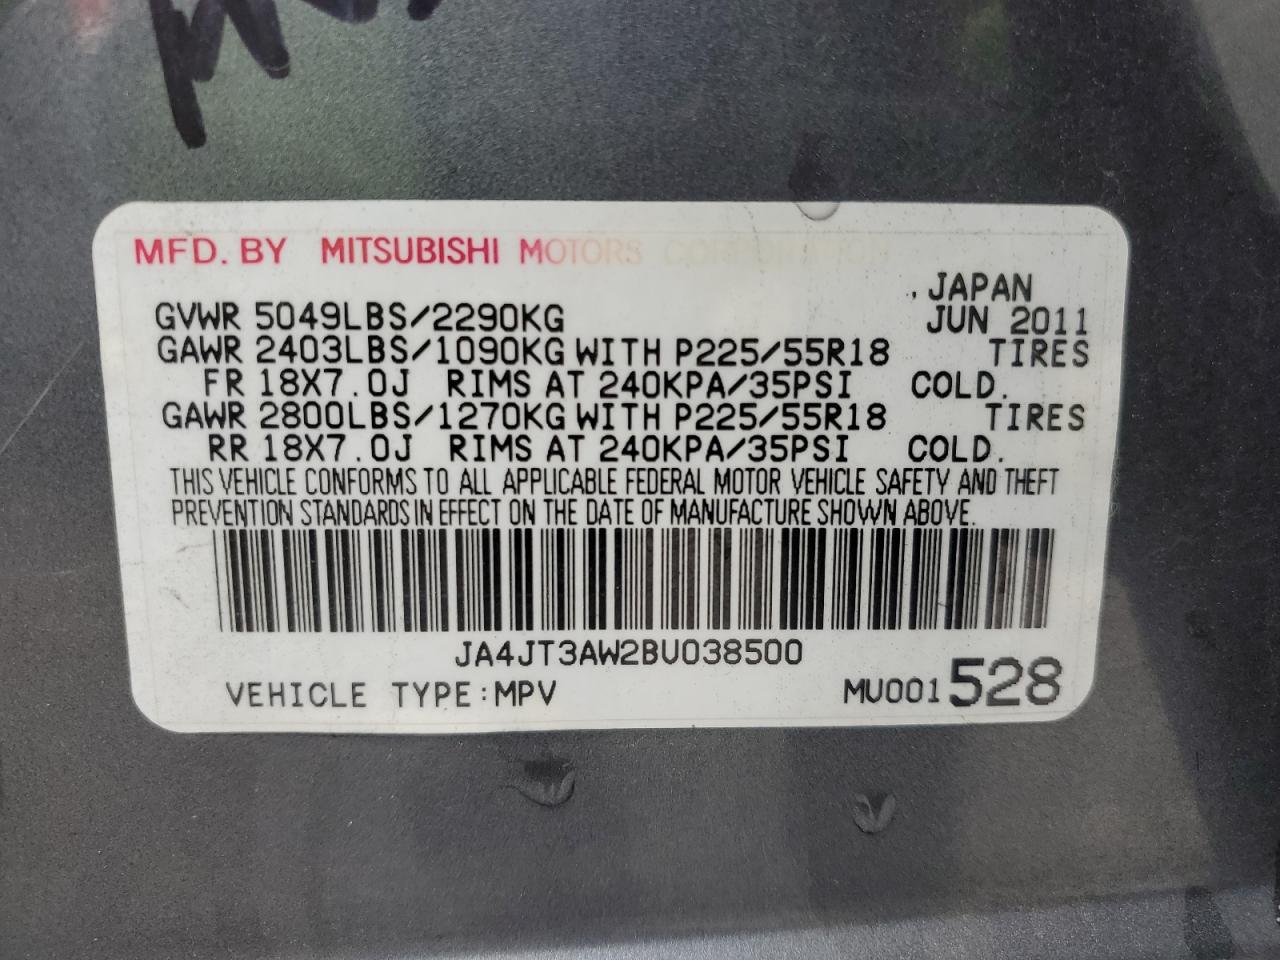 MFD. BY MITSUBISHI MOTORS CORPORATION
, JAPAN
GVWR 5049LBS/2290KG JUN 2011
GAWR 2403LBS/1090KG WITH P225/55R18 TIRES
FR 18X7.0J RIMS AT 240KPA/35PSI COLD.
GAWR 2800LBS/1270KG WITH P225/55R18 TIRES
RR 18X7.0J RIMS AT 240KPA/35PSI COLD.
THIS VEHICLE CONFORMS TO ALL APPLICABLE FEDERAL MOTOR VEHICLE SAFETY AND THEFT
PREVENTION STANDARDS IN EFFECT ON THE DATE OF MANUFACTURE SHOWN ABOVE.
JA4JT3AW2BU038500
VEHICLE TYPE:MPV MU001 528